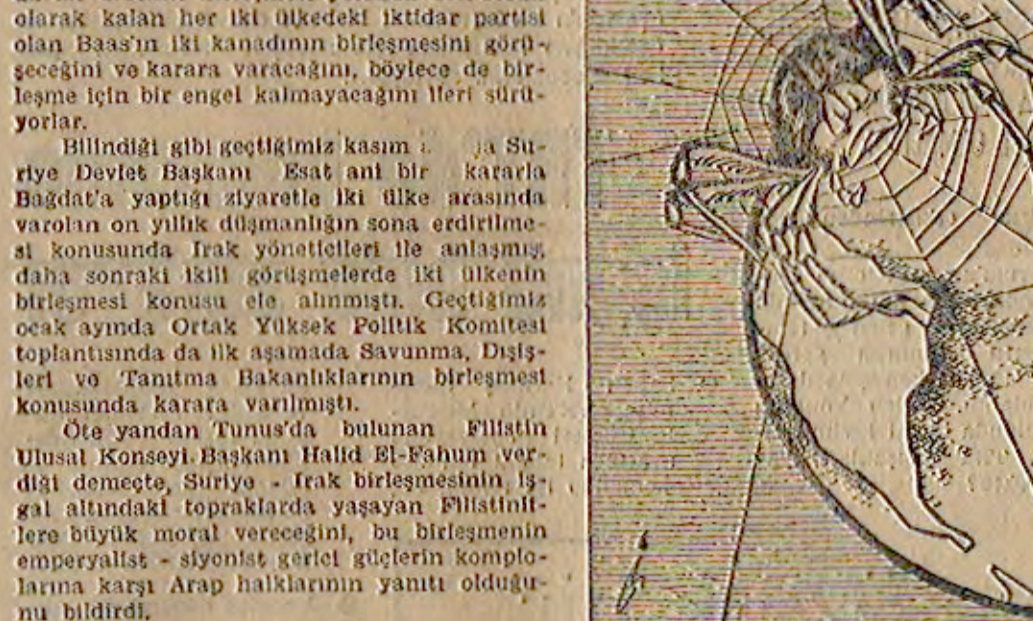 olarak kalan her iki ülkedeki iktidar partisi
olan Baas'ın iki kanadının birleşmesini görü-
şeceğini ve karara varacağını, böylece de bir-
leşme için bir engel kalmayacağını ileri sürü-
yorlar.
Bilindiği gibi geçtiğimiz kasım Su-
riye Devlet Başkanı Esat ani bir kararla
Bağdat'a yaptığı ziyaretle iki ülke arasında
varolan on yıllık düşmanlığın sona erdirilme-
si konusunda Irak yöneticileri ile anlaşmış,
daha sonraki ikili görüşmelerde iki ülkenin
birleşmesi konusu ele alınmıştı. Geçtiğimiz
ocak ayında Ortak Yüksek Politik Komitesi
toplantısında da ilk aşamada Savunma, Dışiş-
leri ve Tanıtma Bakanlıklarının birleşmesi
konusunda karara varılmıştı.
Öte yandan Tunus'da bulunan Filistin
Ulusal Konseyi Başkanı Halid El-Fahum ver-
diği demeçte, Suriye - Irak birleşmesinin iş-
gal altındaki topraklarda yaşayan Filistinli-
lere büyük moral vereceğini, bu birleşmenin
emperyalist - siyonist gerici güçlerin komplo-
larına karşı Arap halklarının yanıtı olduğu-
nu bildirdi.